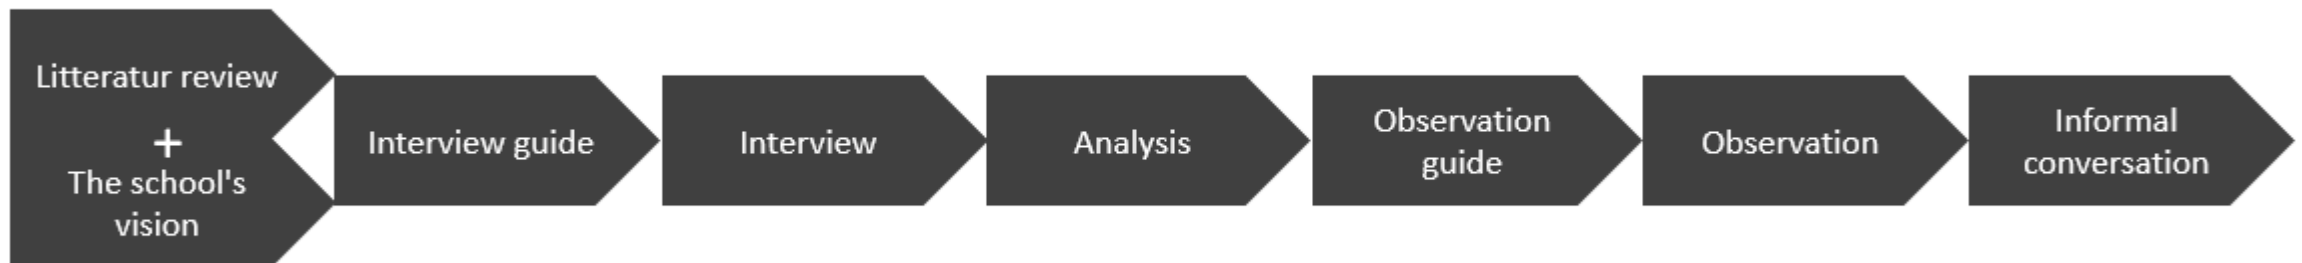 Litteratur review
+
The school's
vision
Interview guide
Interview
Analysis
Observation
guide
Observation
Informal
conversation